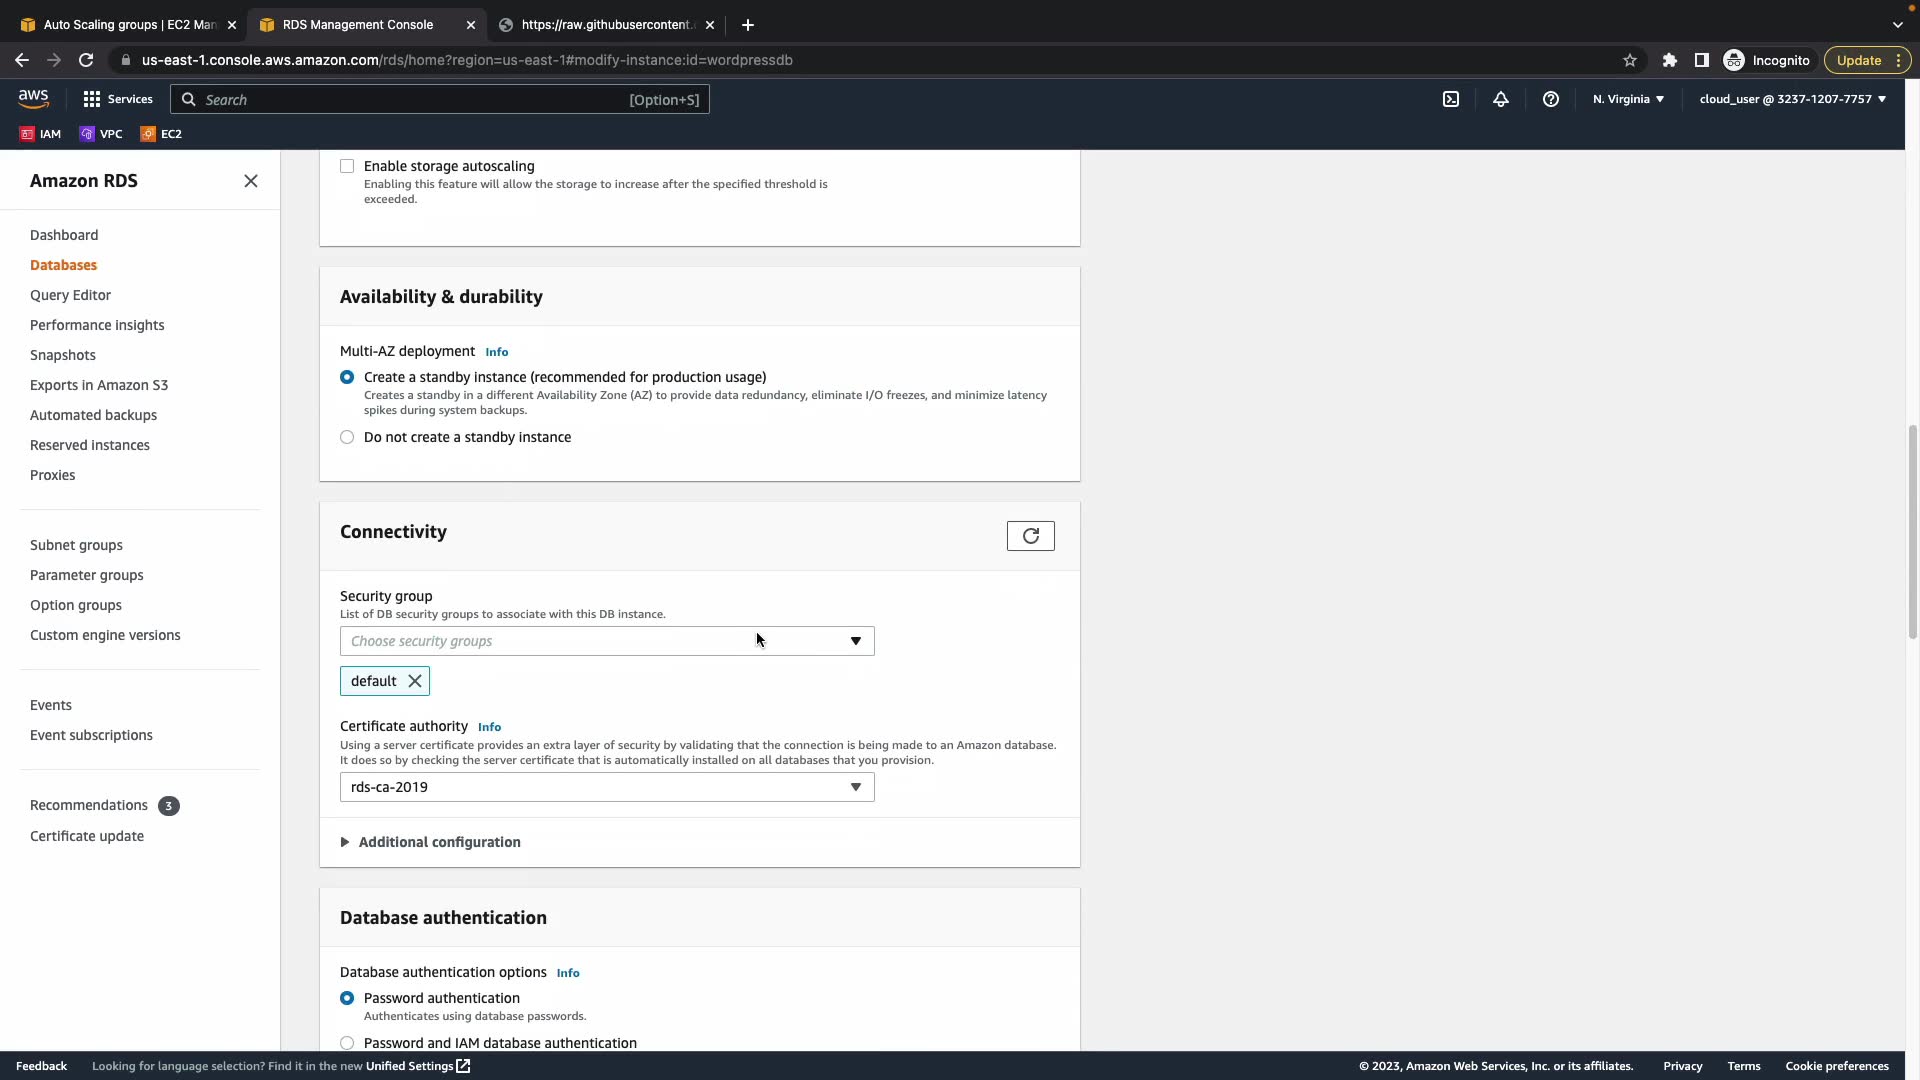 Auto Scaling groups | EC2 Man
RDS Management Console
https://raw.githubusercontent.
us-east-1.console.aws.amazon.com/rds/home?region=us-east-1#modify-instance:id=wordpressdb
Incognito
Update
aws
Services
Search
[Option+S]
N. Virginia
cloud_user @ 3237-1207-7757
IAM
VPC
EC2
Amazon RDS
Dashboard
Databases
Query Editor
Performance insights
Snapshots
Exports in Amazon S3
Automated backups
Reserved instances
Proxies
Subnet groups
Parameter groups
Option groups
Custom engine versions
Events
Event subscriptions
Recommendations 3
Certificate update
Enable storage autoscaling
Enabling this feature will allow the storage to increase after the specified threshold is
exceeded.
Availability & durability
Multi-AZ deployment Info
Create a standby instance (recommended for production usage)
Creates a standby in a different Availability Zone (AZ) to provide data redundancy, eliminate I/O freezes, and minimize latency
spikes during system backups.
Do not create a standby instance
Connectivity
Security group
List of DB security groups to associate with this DB instance.
Choose security groups
default
Certificate authority Info
Using a server certificate provides an extra layer of security by validating that the connection is being made to an Amazon database.
It does so by checking the server certificate that is automatically installed on all databases that you provision.
rds-ca-2019
Additional configuration
Database authentication
Database authentication options Info
Password authentication
Authenticates using database passwords.
Password and IAM database authentication
Feedback
Looking for language selection? Find it in the new Unified Settings
© 2023, Amazon Web Services, Inc. or its affiliates.
Privacy
Terms
Cookie preferences